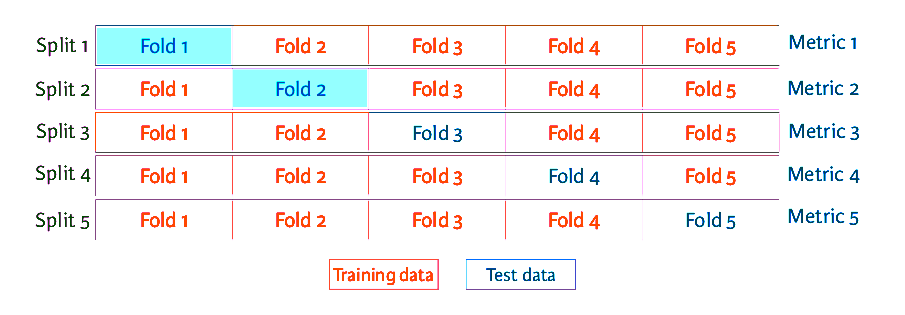 Split 1 Fold 1 Fold 2 Fold 3 Fold 4 Fold 5 Metric 1
Split 2 Fold 1 Fold 2 Fold 3 Fold 4 Fold 5 Metric 2
Split 3 Fold 1 Fold 2 Fold 3 Fold 4 Fold 5 Metric 3
Split 4 Fold 1 Fold 2 Fold 3 Fold 4 Fold 5 Metric 4
Split 5 Fold 1 Fold 2 Fold 3 Fold 4 Fold 5 Metric 5
Training data Test data